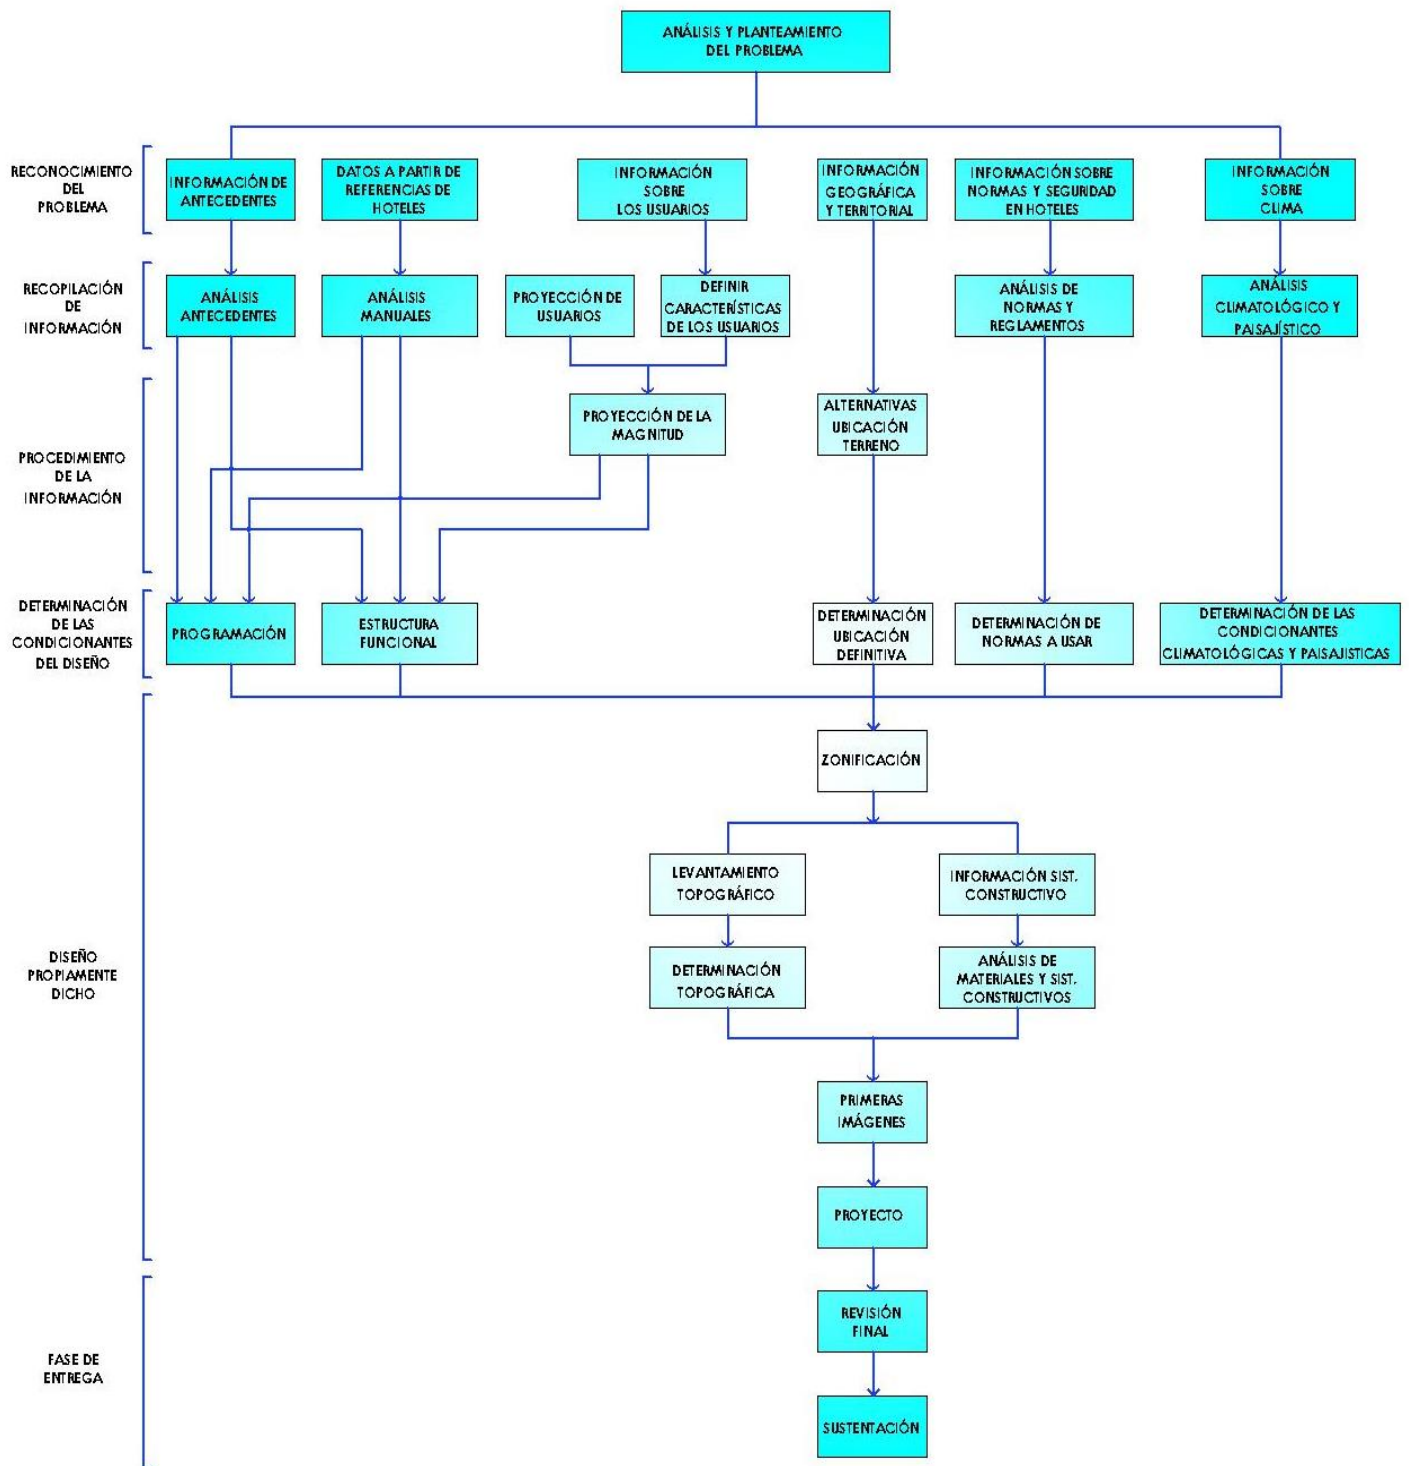 ANÁLISIS Y PLANTEAMIENTO
DEL PROBLEMA
RECONOCIMIENTO
DEL
PROBLEMA
INFORMACIÓN DE
ANTECEDENTES
DATOS A PARTIR DE
REFERENCIAS DE
HOTELES
INFORMACIÓN
SOBRE
LOS USUARIOS
INFORMACIÓN
GEOGRÁFICA
Y TERRITORIAL
INFORMACIÓN SOBRE
NORMAS Y SEGURIDAD
EN HOTELES
INFORMACIÓN
SOBRE
CLIMA
RECOPILACIÓN
DE
INFORMACIÓN
ANÁLISIS
ANTECEDENTES
ANÁLISIS
MANUALES
PROYECCIÓN DE
USUARIOS
DEFINIR
CARACTERÍSTICAS
DE LOS USUARIOS
ANÁLISIS DE
NORMAS Y
REGLAMENTOS
ANÁLISIS
CLIMATOLÓGICO Y
PAISAJÍSTICO
PROCEDIMIENTO
DE LA
INFORMACIÓN
PROYECCIÓN DE LA
MAGNITUD
ALTERNATIVAS
UBICACIÓN
TERRENO
DETERMINACIÓN
DE LAS
CONDICIONANTES
DEL DISEÑO
PROGRAMACIÓN
ESTRUCTURA
FUNCIONAL
DETERMINACIÓN
UBICACIÓN
DEFINITIVA
DETERMINACIÓN DE
NORMAS A USAR
DETERMINACIÓN DE LAS
CONDICIONANTES
CLIMATOLÓGICAS Y PAISAJISTICAS
DISEÑO
PROPIAMENTE
DICHO
ZONIFICACIÓN
LEVANTAMIENTO
TOPOGRÁFICO
INFORMACIÓN SIST.
CONSTRUCTIVO
DETERMINACIÓN
TOPOGRÁFICA
ANÁLISIS DE
MATERIALES Y SIST.
CONSTRUCTIVOS
PRIMERAS
IMÁGENES
PROYECTO
FASE DE
ENTREGA
REVISIÓN
FINAL
SUSTENTACIÓN